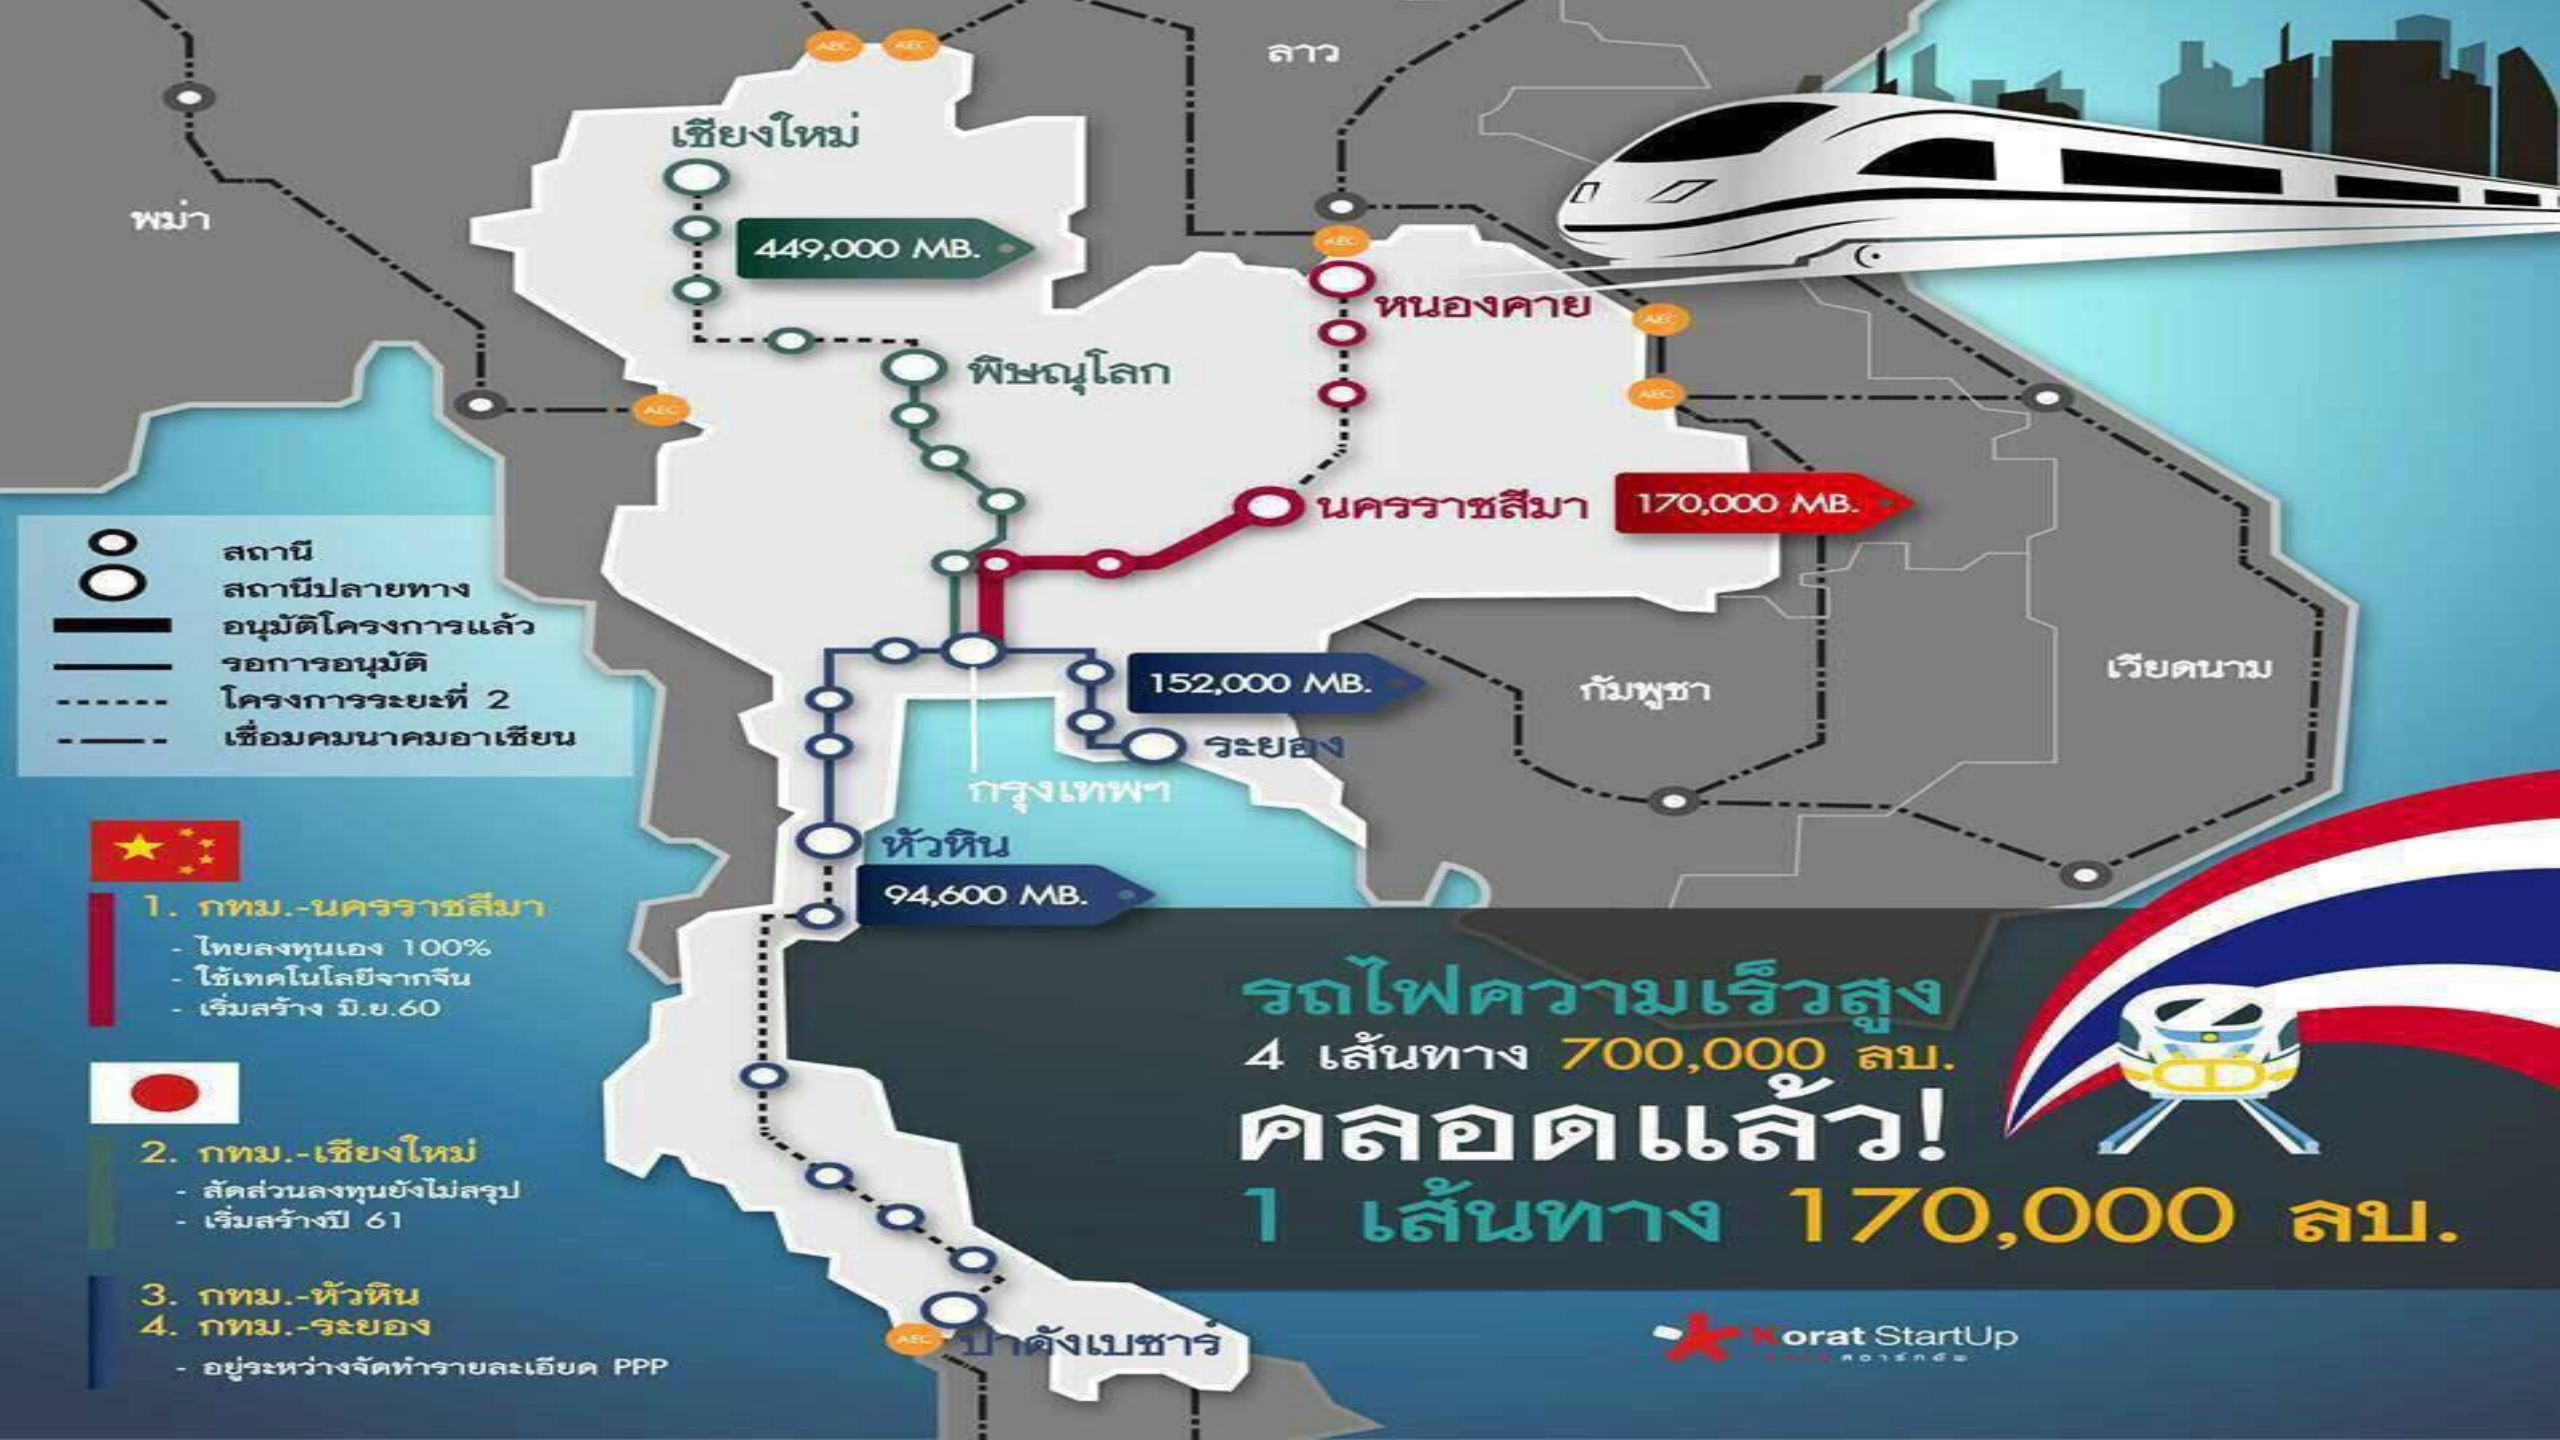 AEC
AEC
ลาว
เชียงใหม่
พม่า
449,000 MB.
AEC
หนองคาย
AEC
พิษณุโลก
AEC
AEC
นครราชสีมา
170,000 MB.
สถานี
สถานีปลายทาง
อนุมัติโครงการแล้ว
รอการอนุมัติ
โครงการระยะที่ 2
เชื่อมคมนาคมอาเซียน
152,000 MB.
กัมพูชา
เวียดนาม
ระยอง
กรุงเทพฯ
หัวหิน
94,600 MB.
1. กทม.-นครราชสีมา
- ไทยลงทุนเอง 100%
- ใช้เทคโนโลยีจากจีน
- เริ่มสร้าง มิ.ย.60
2. กทม.-เชียงใหม่
- สัดส่วนลงทุนยังไม่สรุป
- เริ่มสร้างปี 61
3. กทม.-หัวหิน
4. กทม.-ระยอง
- อยู่ระหว่างจัดทำรายละเอียด PPP
รถไฟความเร็วสูง
4 เส้นทาง 700,000 ลบ.
คลอดแล้ว!
1 เส้นทาง 170,000 ลบ.
AEC
ปาดังเบซาร์
Korat StartUp